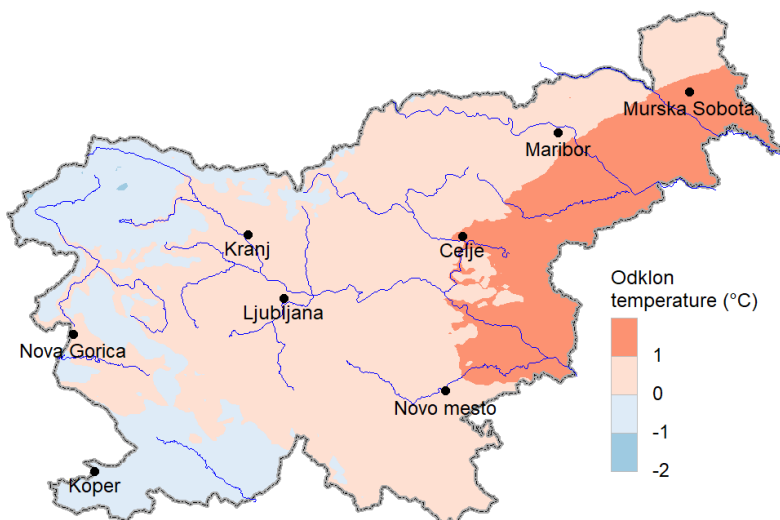 Murska Sobota
Maribor
Kranj
Celje
Ljubljana
Nova Gorica
Novo mesto
Koper
Odklon
temperature (°C)
1
0
-1
-2